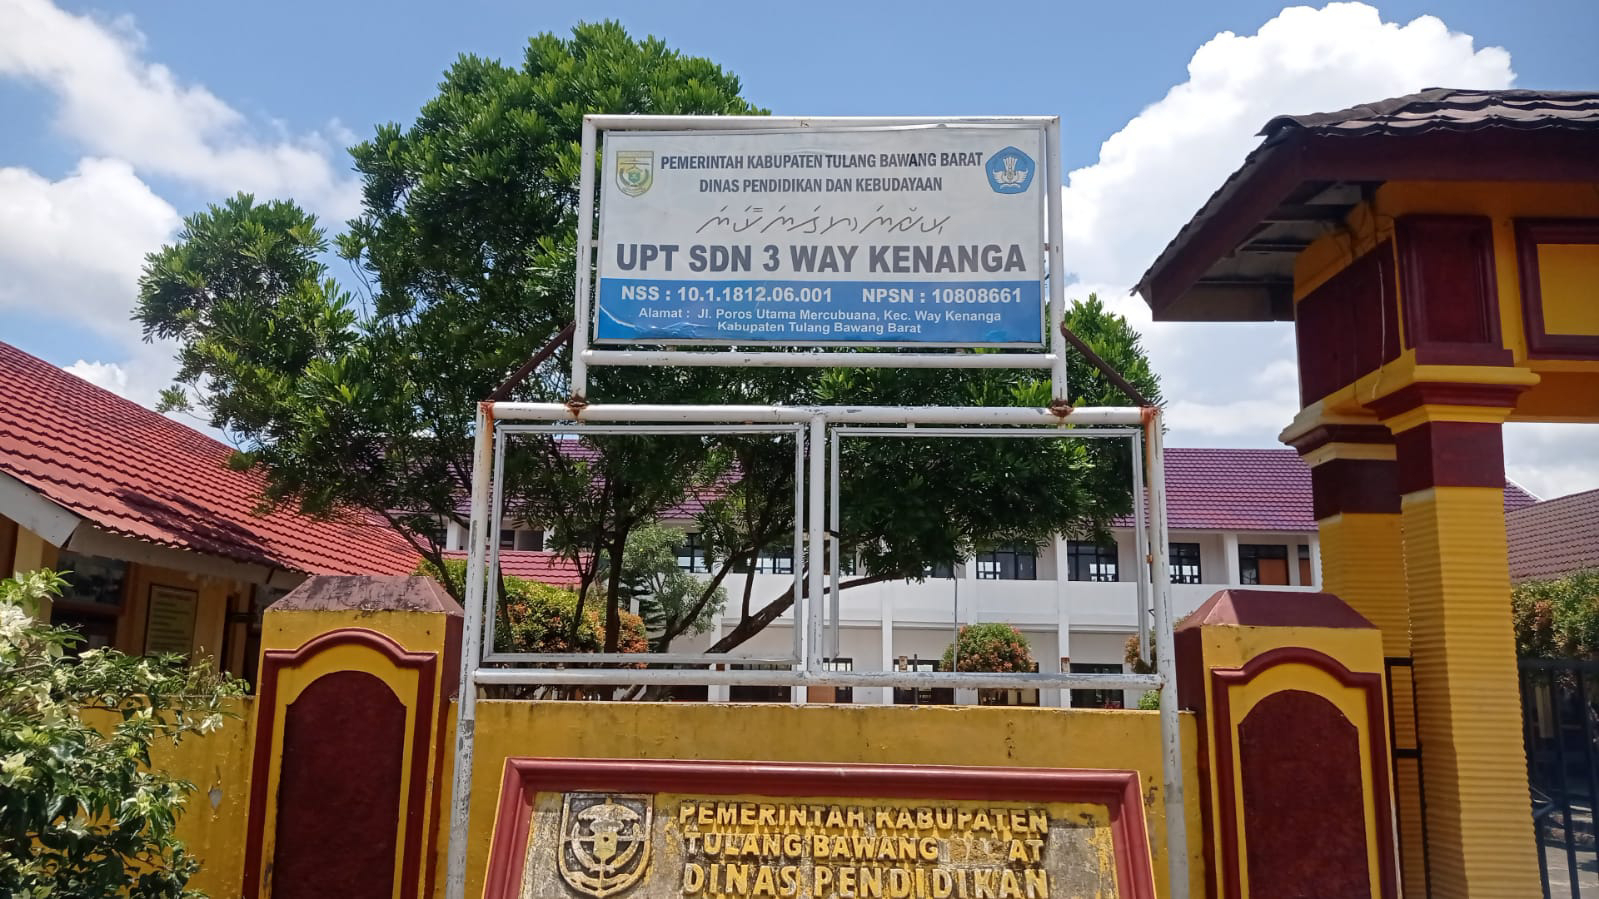 PEMERINTAH KABUPATEN TULANG BAWANG BARAT
DINAS PENDIDIKAN DAN KEBUDAYAAN
UPT SDN 3 WAY KENANGA
NSS : 10.1.1812.06.001 NPSN : 10808661
Alamat : Jl. Poros Utama Mercubuana, Kec. Way Kenanga
Kabupaten Tulang Bawang Barat
PEMERINTAH KABUPATEN
TULANG BAWANG
DINAS PENDIDIKAN